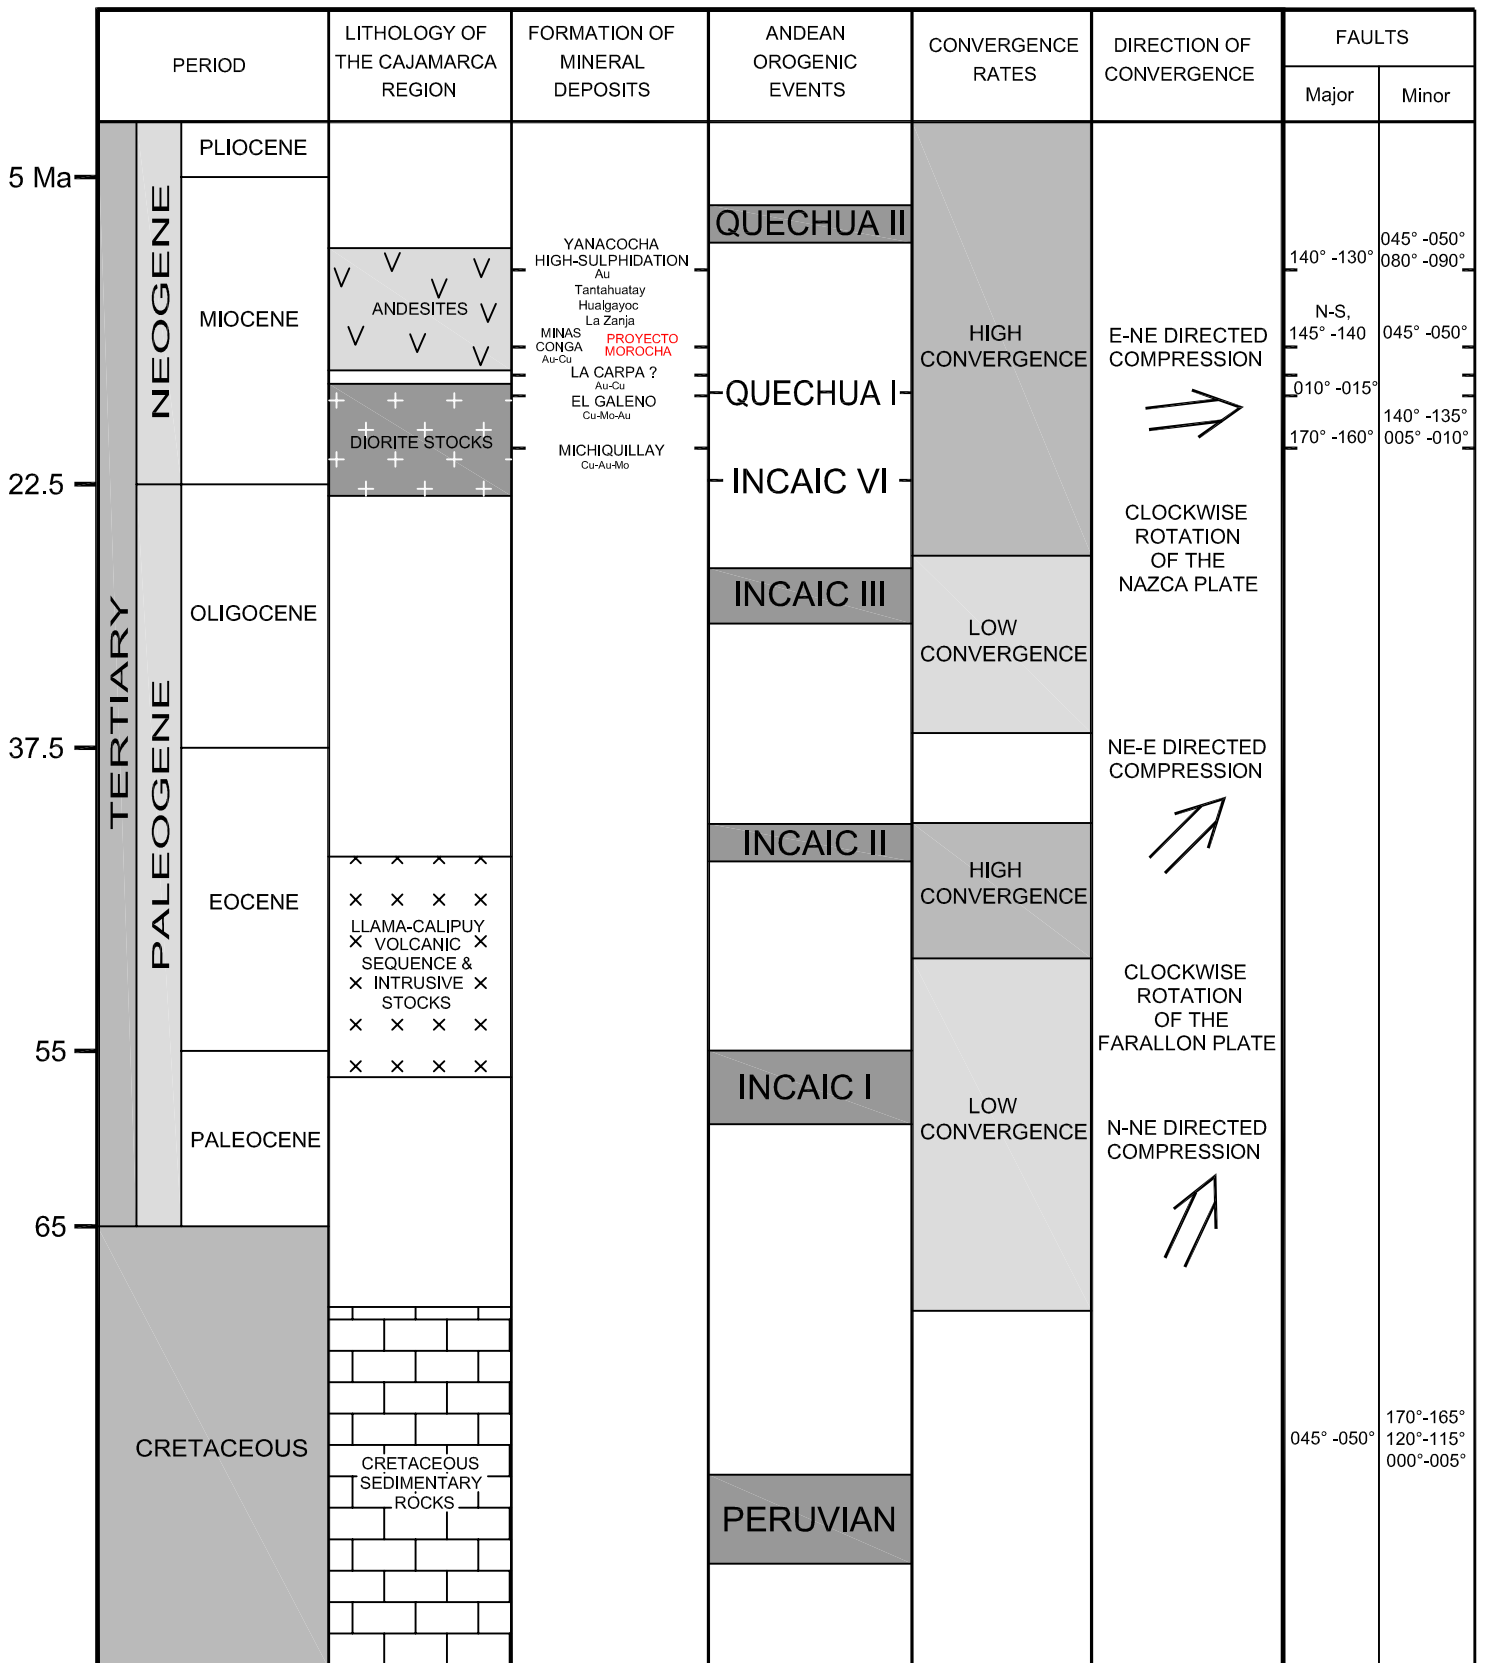 PERIOD
LITHOLOGY OF
THE CAJAMARCA
REGION
FORMATION OF
MINERAL
DEPOSITS
ANDEAN
OROGENIC
EVENTS
CONVERGENCE
RATES
DIRECTION OF
CONVERGENCE
FAULTS
Major
Minor
5 Ma
22.5
37.5
55
65
TERTIARY
NEOGENE
PALEOGENE
PLIOCENE
MIOCENE
OLIGOCENE
EOCENE
PALEOCENE
CRETACEOUS
ANDESITES
DIORITE STOCKS
LLAMA-CALIPUY
VOLCANIC
SEQUENCE &
INTRUSIVE
STOCKS
CRETACEOUS
SEDIMENTARY
ROCKS
YANACOCHA
HIGH-SULPHIDATION
Au
Tantahuatay
Hualgayoc
La Zanja
MINAS
CONGA
Au-Cu
PROYECTO
MOROCHA
LA CARPA ?
Au-Cu
EL GALENO
Cu-Mo-Au
MICHIQUILLAY
Cu-Au-Mo
QUECHUA II
QUECHUA I
INCAIC VI
INCAIC III
INCAIC II
INCAIC I
PERUVIAN
HIGH
CONVERGENCE
LOW
CONVERGENCE
HIGH
CONVERGENCE
LOW
CONVERGENCE
E-NE DIRECTED
COMPRESSION
CLOCKWISE
ROTATION
OF THE
NAZCA PLATE
NE-E DIRECTED
COMPRESSION
CLOCKWISE
ROTATION
OF THE
FARALLON PLATE
N-NE DIRECTED
COMPRESSION
140° -130°
N-S,
145° -140
010° -015°
170° -160°
045° -050°
045° -050°
080° -090°
045° -050°
140° -135°
005° -010°
170°-165°
120°-115°
000°-005°